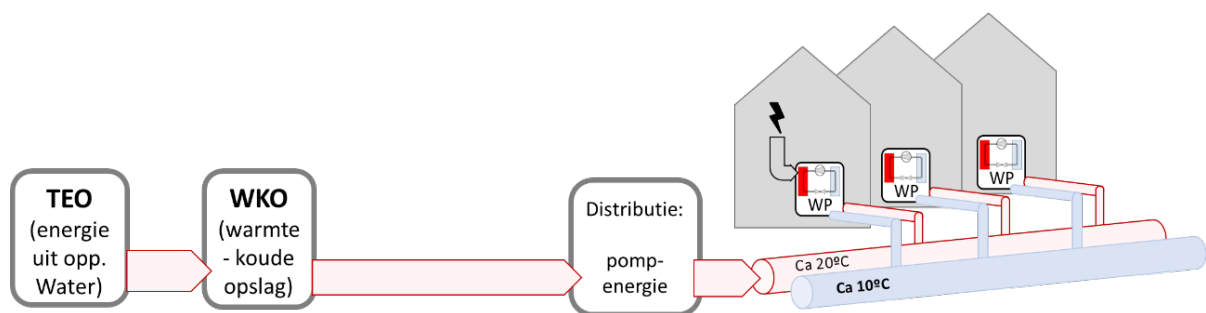 TEO
(energie
uit opp.
Water)
WKO
(warmte
- koude
opslag)
Distributie:
pomp-
energie
WP
WP
WP
Ca 20ºC
Ca 10ºC